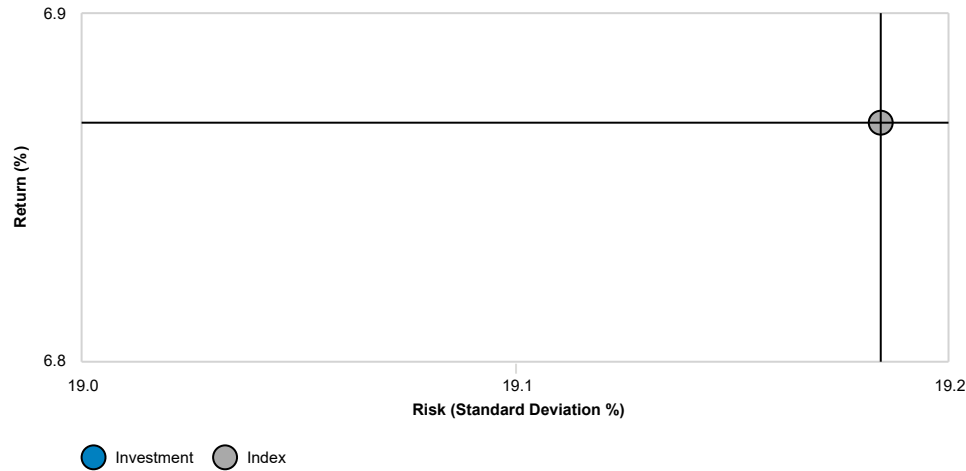 6.9
Return (%)
6.8
19.0
19.1
19.2
Risk (Standard Deviation %)
Investment
Index